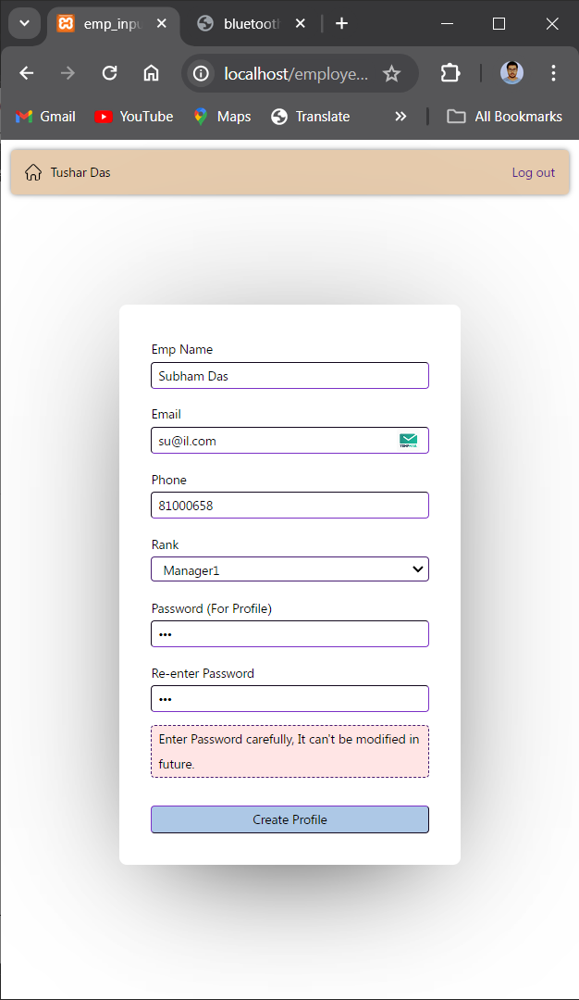 emp_inpu
bluetooth
localhost/employe...
Gmail
YouTube
Maps
Translate
All Bookmarks
Tushar Das
Log out
Emp Name
Subham Das
Email
su@il.com
Phone
81000658
Rank
Manager1
Password (For Profile)
•••
Re-enter Password
•••
Enter Password carefully, It can't be modified in
future.
Create Profile